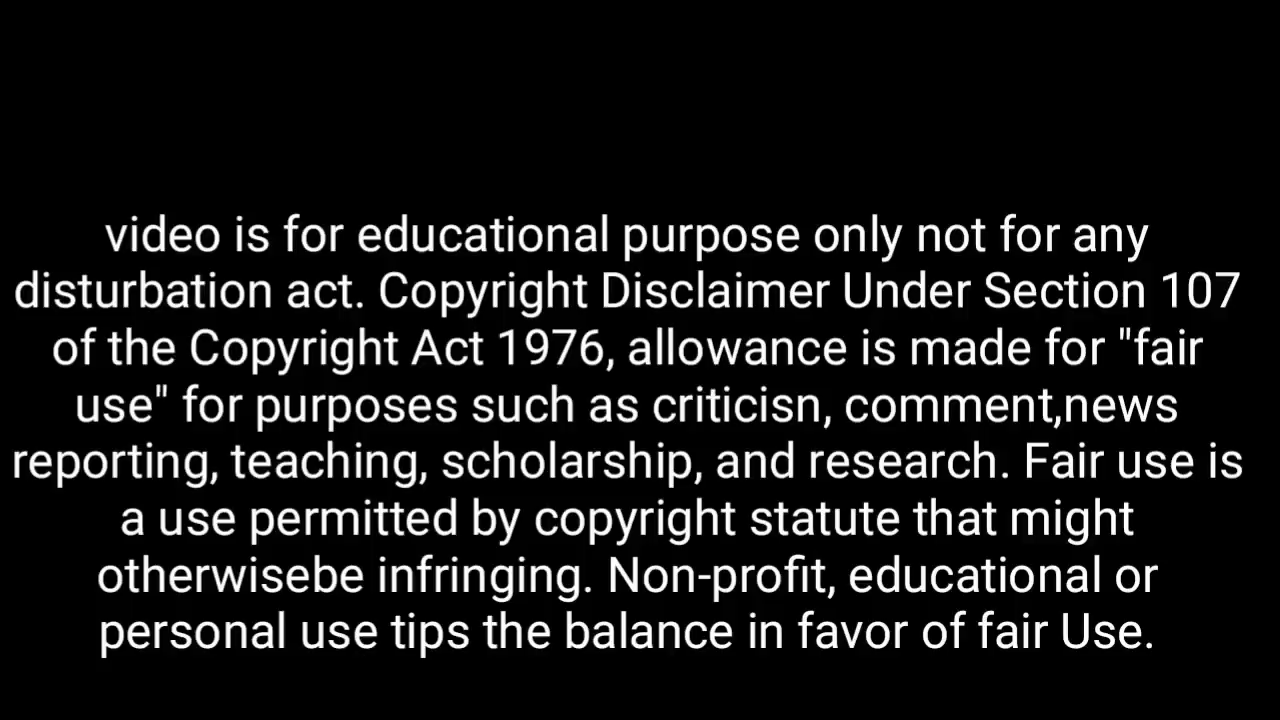 video is for educational purpose only not for any
disturbation act. Copyright Disclaimer Under Section 107
of the Copyright Act 1976, allowance is made for "fair
use" for purposes such as criticisn, comment,news
reporting, teaching, scholarship, and research. Fair use is
a use permitted by copyright statute that might
otherwisebe infringing. Non-profit, educational or
personal use tips the balance in favor of fair Use.